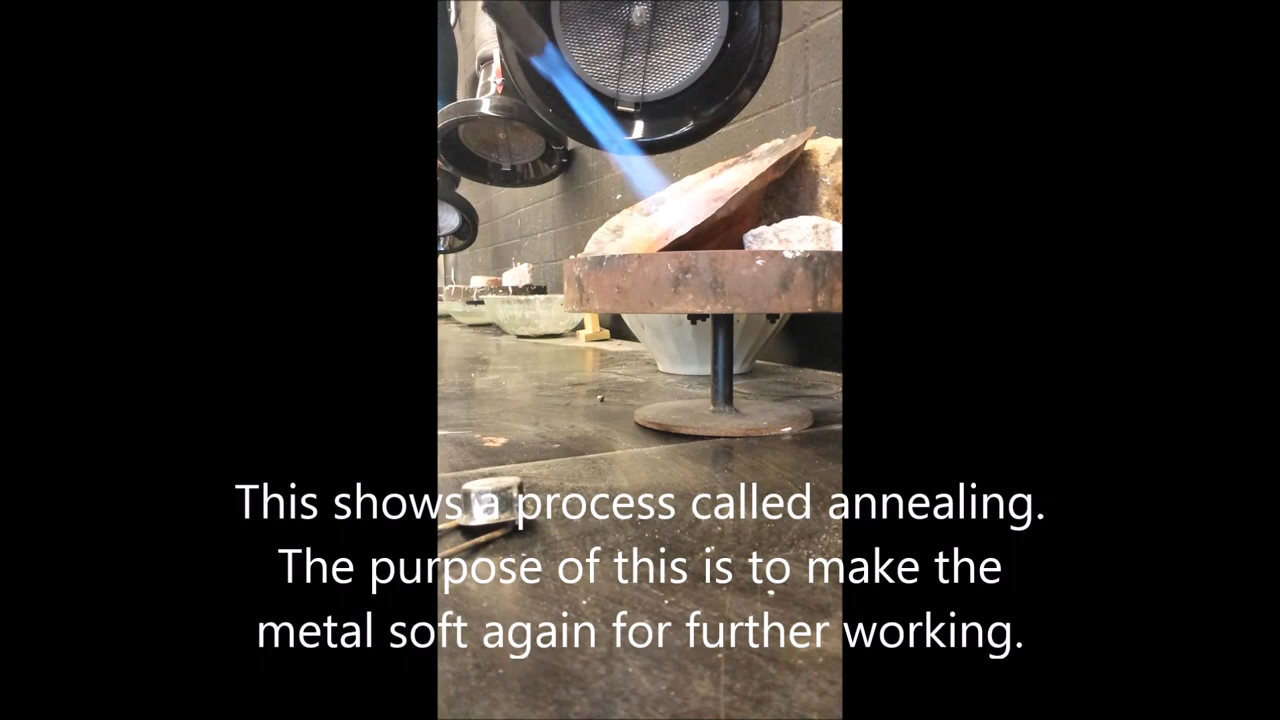 This shows a process called annealing.
The purpose of this is to make the
metal soft again for further working.